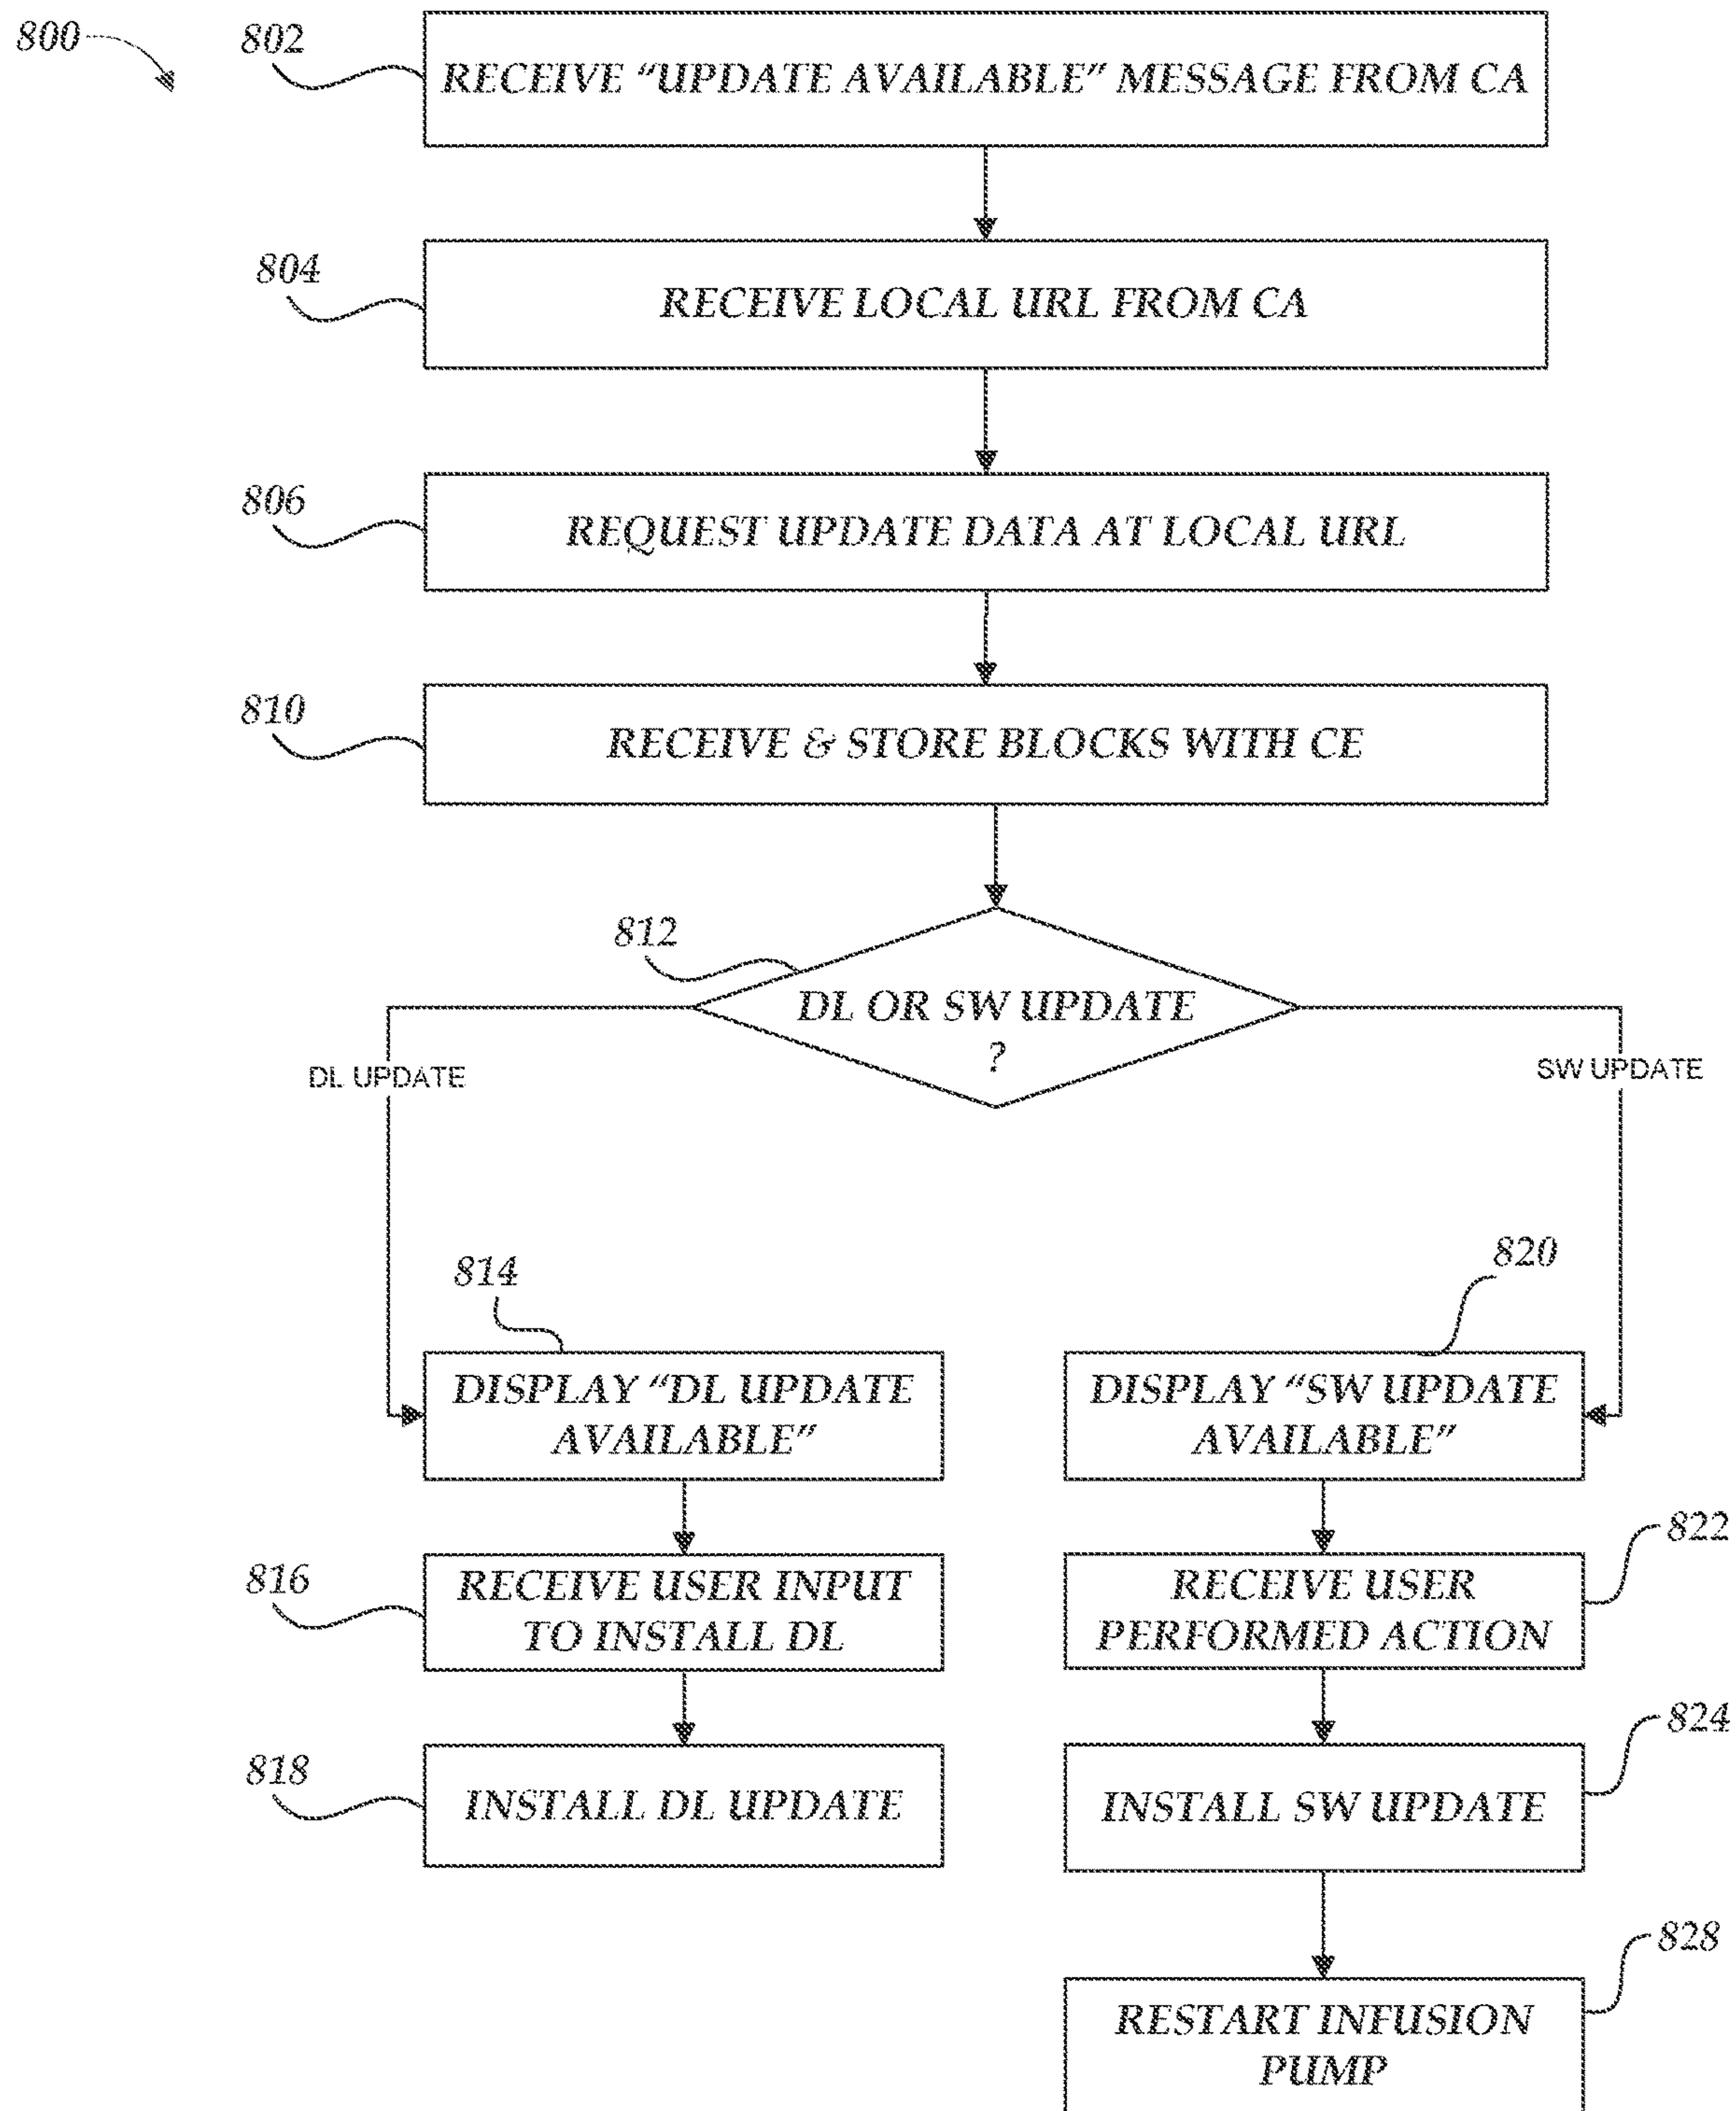 800
802
RECEIVE “UPDATE AVAILABLE” MESSAGE FROM CA
804
RECEIVE LOCAL URL FROM CA
806
REQUEST UPDATE DATA AT LOCAL URL
810
RECEIVE & STORE BLOCKS WITH CE
812
DL OR SW UPDATE
?
DL UPDATE
SW UPDATE
814
DISPLAY “DL UPDATE
AVAILABLE”
816
RECEIVE USER INPUT
TO INSTALL DL
818
INSTALL DL UPDATE
820
DISPLAY “SW UPDATE
AVAILABLE”
822
RECEIVE USER
PERFORMED ACTION
824
INSTALL SW UPDATE
828
RESTART INFUSION
PUMP